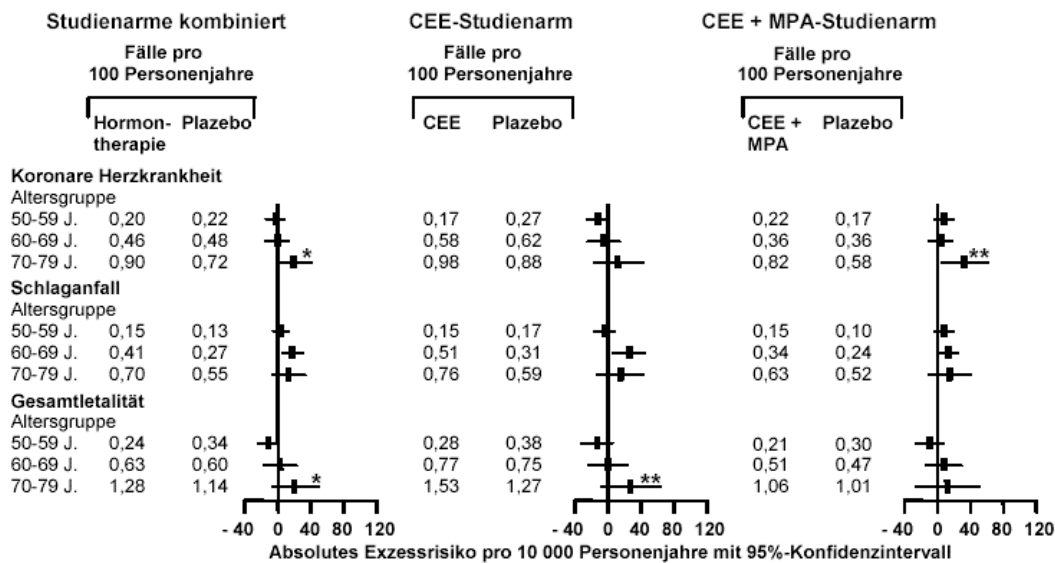 Studienarme kombiniert CEE-Studienarm CEE + MPA-Studienarm
Fälle pro Fälle pro Fälle pro
100 Personenjahre 100 Personenjahre 100 Personenjahre
Hormon- Plazebo CEE Plazebo CEE + Plazebo
therapie MPA
Koronare Herzkrankheit
Altersgruppe
50-59 J. 0,20 0,22 0,17 0,27 0,22 0,17
60-69 J. 0,46 0,48 0,58 0,62 0,36 0,36
70-79 J. 0,90 0,72 * 0,98 0,88 0,82 0,58 **
Schlaganfall
Altersgruppe
50-59 J. 0,15 0,13 0,15 0,17 0,15 0,10
60-69 J. 0,41 0,27 0,51 0,31 0,34 0,24
70-79 J. 0,70 0,55 0,76 0,59 0,63 0,52
Gesamtletalität
Altersgruppe
50-59 J. 0,24 0,34 0,28 0,38 0,21 0,30
60-69 J. 0,63 0,60 0,77 0,75 0,51 0,47
70-79 J. 1,28 1,14 * 1,53 1,27 ** 1,06 1,01
- 40 0 40 80 120 - 40 0 40 80 120 - 40 0 40 80 120
Absolutes Exzessrisiko pro 10 000 Personenjahre mit 95%-Konfidenzintervall